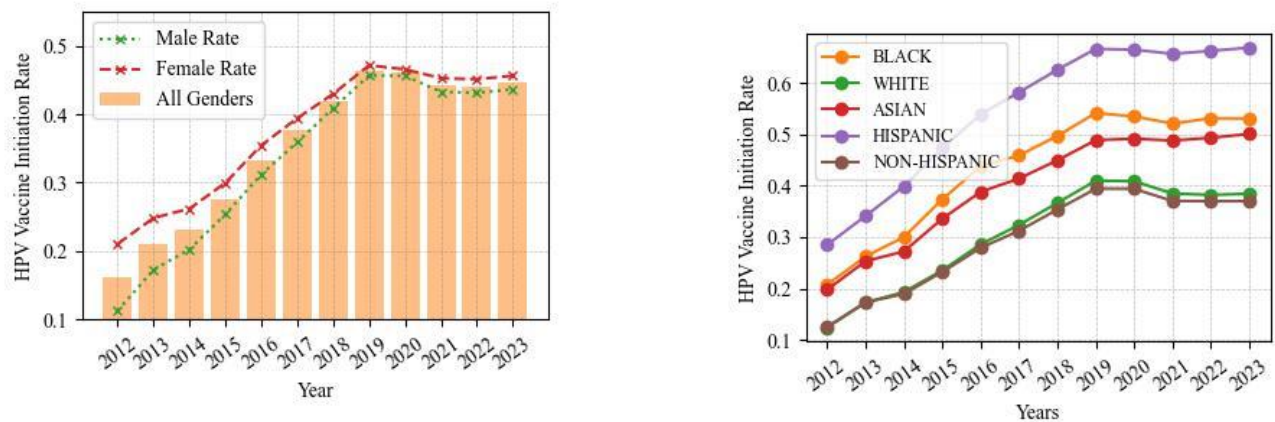 HPV Vaccine Initiation Rate
0.5
0.4
0.3
0.2
0.1
Male Rate
Female Rate
All Genders
2012
2013
2014
2015
2016
2017
2018
2019
2020
2021
2022
2023
Year
HPV Vaccine Initiation Rate
0.6
0.5
0.4
0.3
0.2
0.1
BLACK
WHITE
ASIAN
HISPANIC
NON-HISPANIC
2012
2013
2014
2015
2016
2017
2018
2019
2020
2021
2022
2023
Years